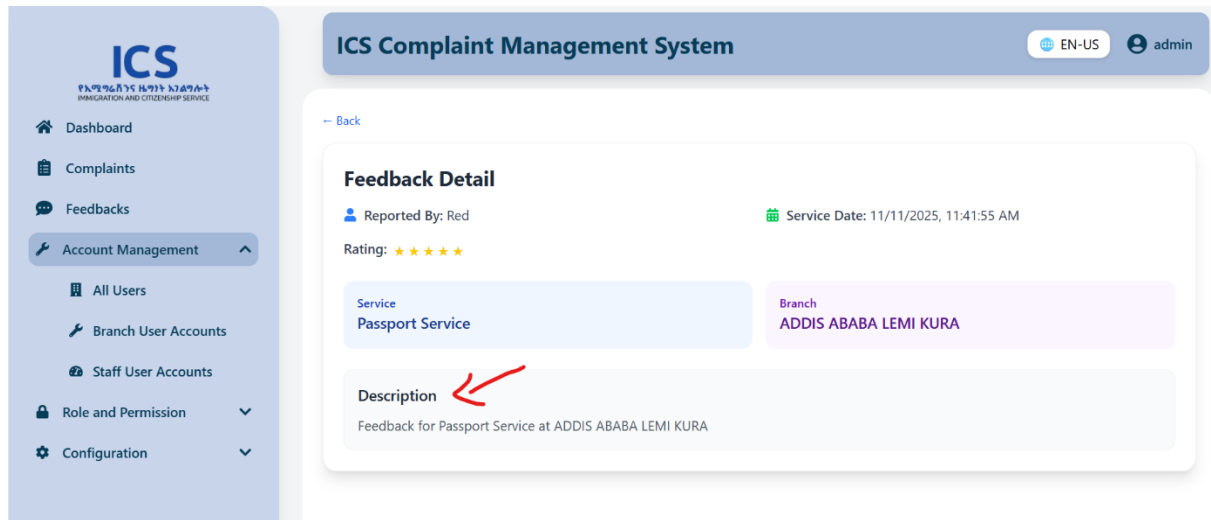 ICS
የኢሚግሬሽንና ዜግነት አገልግሎት
IMMIGRATION AND CITIZENSHIP SERVICE
Dashboard
Complaints
Feedbacks
Account Management
All Users
Branch User Accounts
Staff User Accounts
Role and Permission
Configuration
ICS Complaint Management System
EN-US
admin
← Back
Feedback Detail
Reported By: Red
Service Date: 11/11/2025, 11:41:55 AM
Rating: ★★★★★
Service
Passport Service
Branch
ADDIS ABABA LEMI KURA
Description
Feedback for Passport Service at ADDIS ABABA LEMI KURA